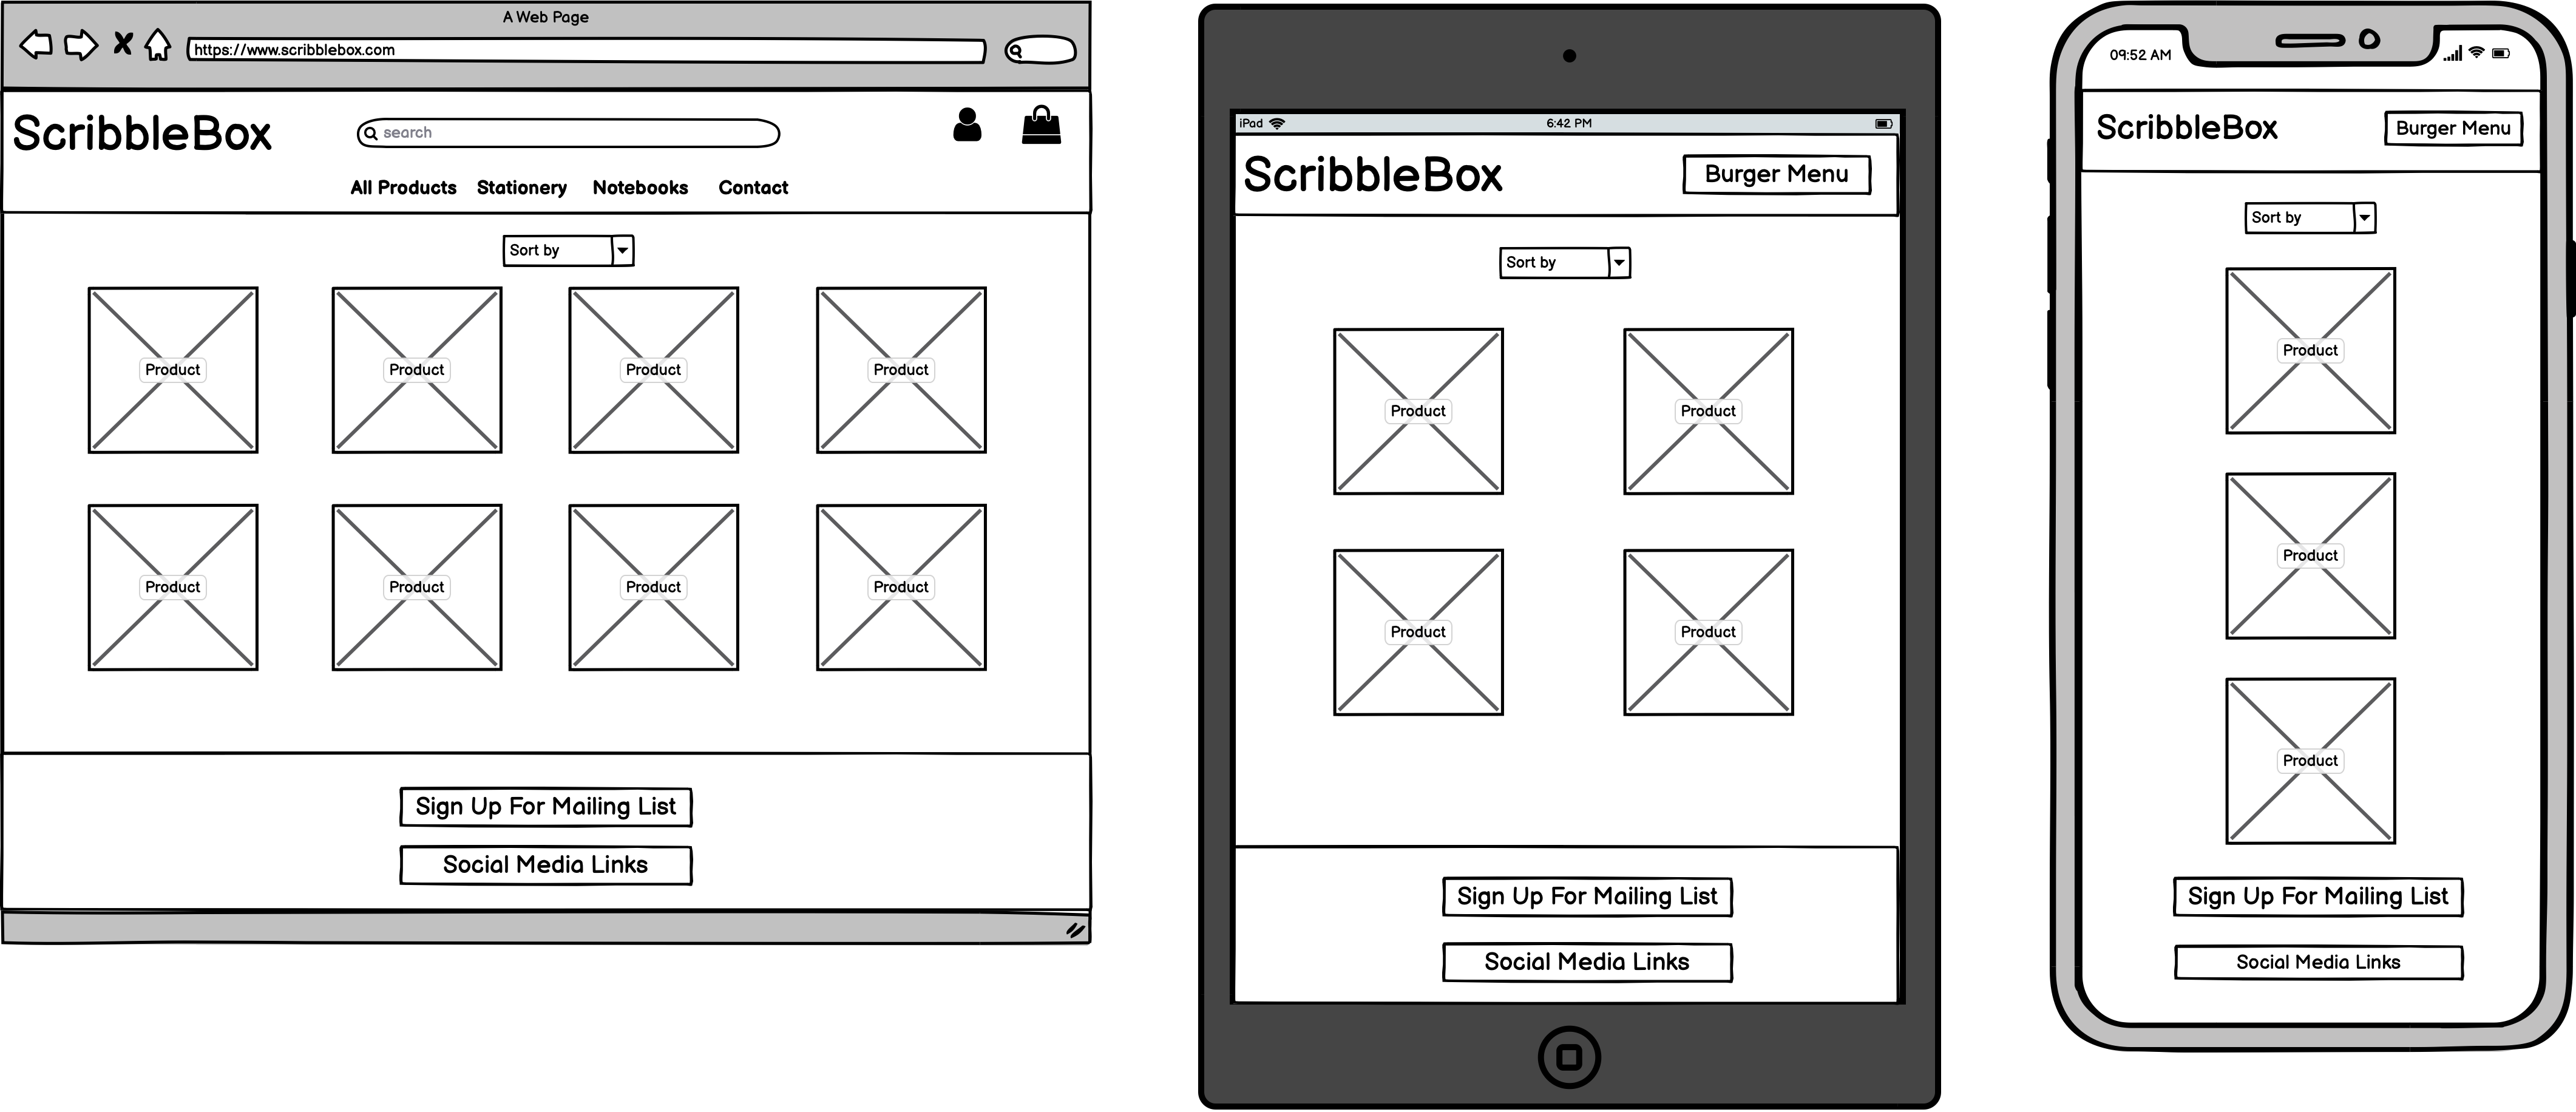 A Web Page
https://www.scribblebox.com
ScribbleBox
search
All Products Stationery Notebooks Contact
Sort by
Product Product Product Product
Product Product Product Product
Sign Up For Mailing List
Social Media Links
iPad 6:42 PM
ScribbleBox Burger Menu
Sort by
Product Product
Product Product
Sign Up For Mailing List
Social Media Links
09:52 AM
ScribbleBox Burger Menu
Sort by
Product
Product
Product
Sign Up For Mailing List
Social Media Links